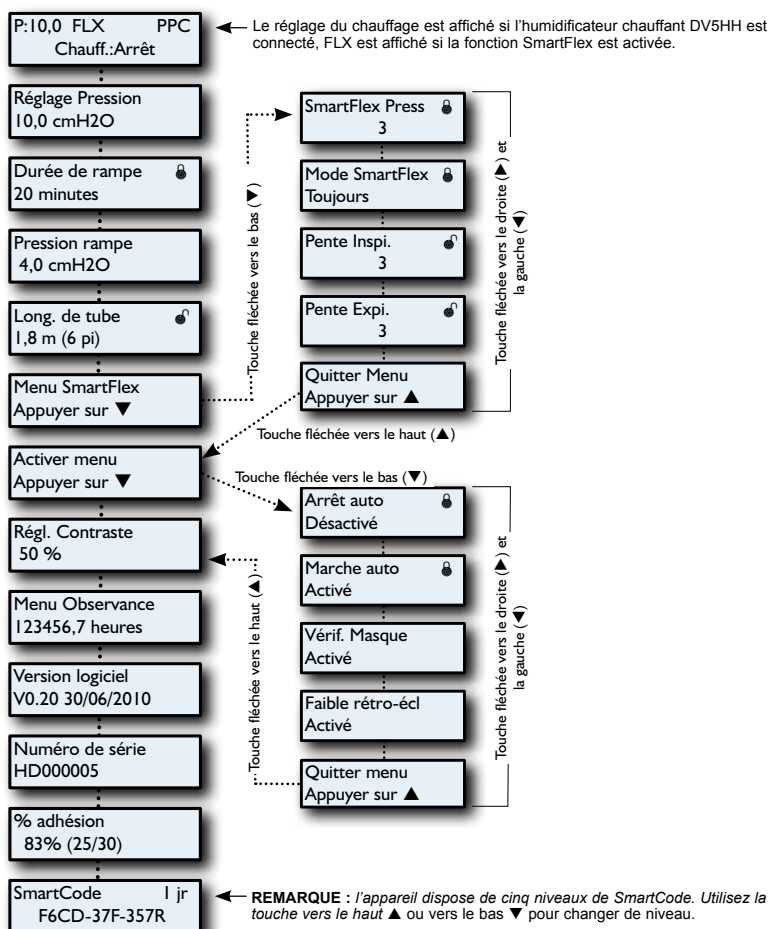 P:10,0 FLX PPC
Chauff.:Arrêt
Le réglage du chauffage est affiché si l'humidificateur chauffant DV5HH est
connecté, FLX est affiché si la fonction SmartFlex est activée.
Réglage Pression
10,0 cmH2O
Durée de rampe
20 minutes
Pression rampe
4,0 cmH2O
Long. de tube
1,8 m (6 pi)
Menu SmartFlex
Appuyer sur ▼
Touche fléchée vers le bas (▼)
SmartFlex Press
3
Mode SmartFlex
Toujours
Pente Inspi.
3
Pente Expi.
3
Quitter Menu
Appuyer sur ▲
Touche fléchée vers le droite (▶) et
la gauche (◀)
Touche fléchée vers le haut (▲)
Activer menu
Appuyer sur ▼
Touche fléchée vers le bas (▼)
Arrêt auto
Désactivé
Marche auto
Activé
Vérif. Masque
Activé
Faible rétro-écl
Activé
Quitter menu
Appuyer sur ▲
Touche fléchée vers le droite (▶) et
la gauche (◀)
Touche fléchée vers le haut (▲)
Régl. Contraste
50 %
Menu Observance
123456,7 heures
Version logiciel
V0.20 30/06/2010
Numéro de série
HD000005
% adhésion
83% (25/30)
SmartCode 1 jr
F6CD-37F-357R
REMARQUE : l'appareil dispose de cinq niveaux de SmartCode. Utilisez la
touche vers le haut ▲ ou vers le bas ▼ pour changer de niveau.